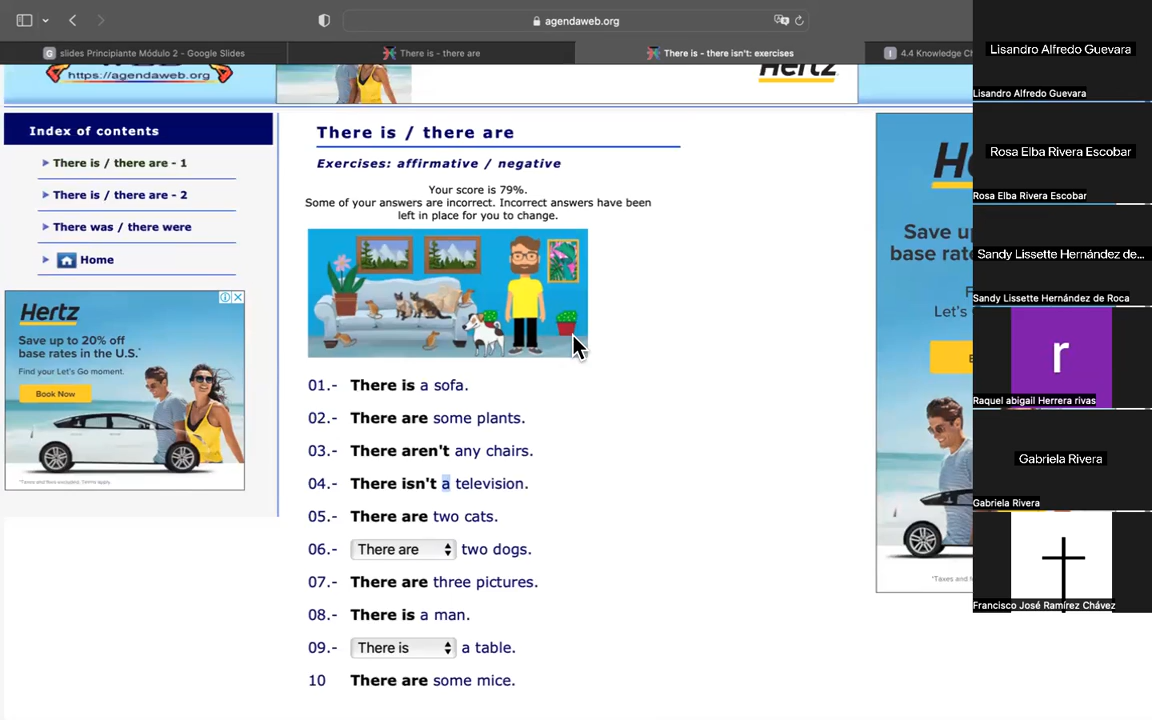 agendaweb.org
slides Principiante Módulo 2 - Google Slides
There is - there are
There is - there isn't: exercises
4.4 Knowledge Ch
https://agendaweb.org
Hertz
Index of contents
There is / there are - 1
There is / there are - 2
There was / there were
Home
Hertz
Save up to 20% off
base rates in the U.S.*
Find your Let's Go moment.
Book Now
*Taxes and fees excluded. Terms apply.
There is / there are
Exercises: affirmative / negative
Your score is 79%.
Some of your answers are incorrect. Incorrect answers have been
left in place for you to change.
01.- There is a sofa.
02.- There are some plants.
03.- There aren't any chairs.
04.- There isn't a television.
05.- There are two cats.
06.- There are two dogs.
07.- There are three pictures.
08.- There is a man.
09.- There is a table.
10 There are some mice.
Save up
base rate
Let's
Lisandro Alfredo Guevara
Lisandro Alfredo Guevara
Rosa Elba Rivera Escobar
Rosa Elba Rivera Escobar
Sandy Lissette Hernández de...
Sandy Lissette Hernández de Roca
r
Raquel abigail Herrera rivas
Gabriela Rivera
Gabriela Rivera
Francisco José Ramírez Chávez